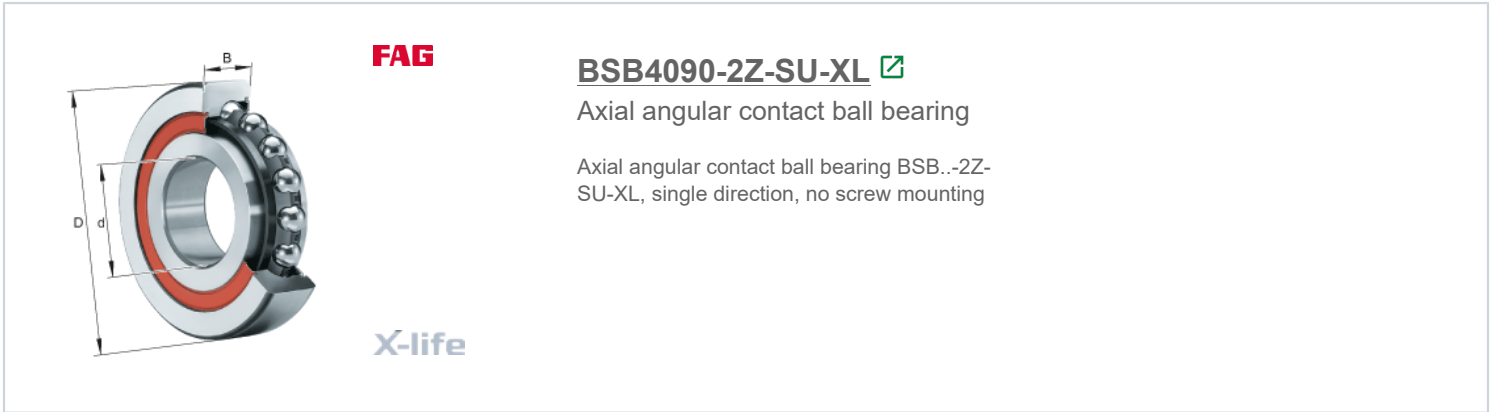 B
FAG
BSB4090-2Z-SU-XL
Axial angular contact ball bearing
Axial angular contact ball bearing BSB..-2Z-
SU-XL, single direction, no screw mounting
D
d
X-life